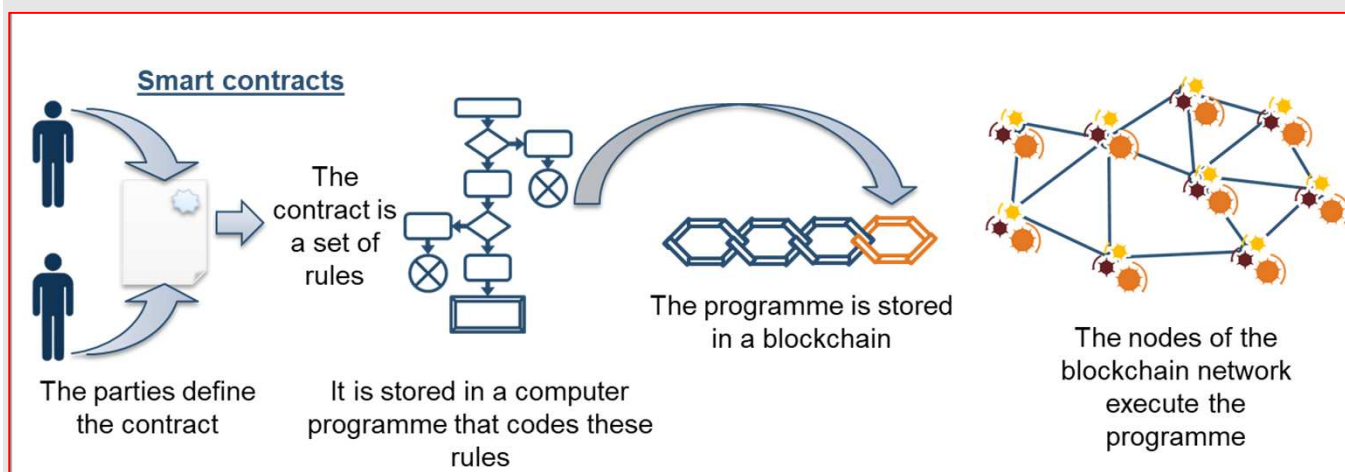 Smart contracts
The parties define
the contract
The
contract is
a set of
rules
It is stored in a computer
programme that codes these
rules
The programme is stored
in a blockchain
The nodes of the
blockchain network
execute the
programme